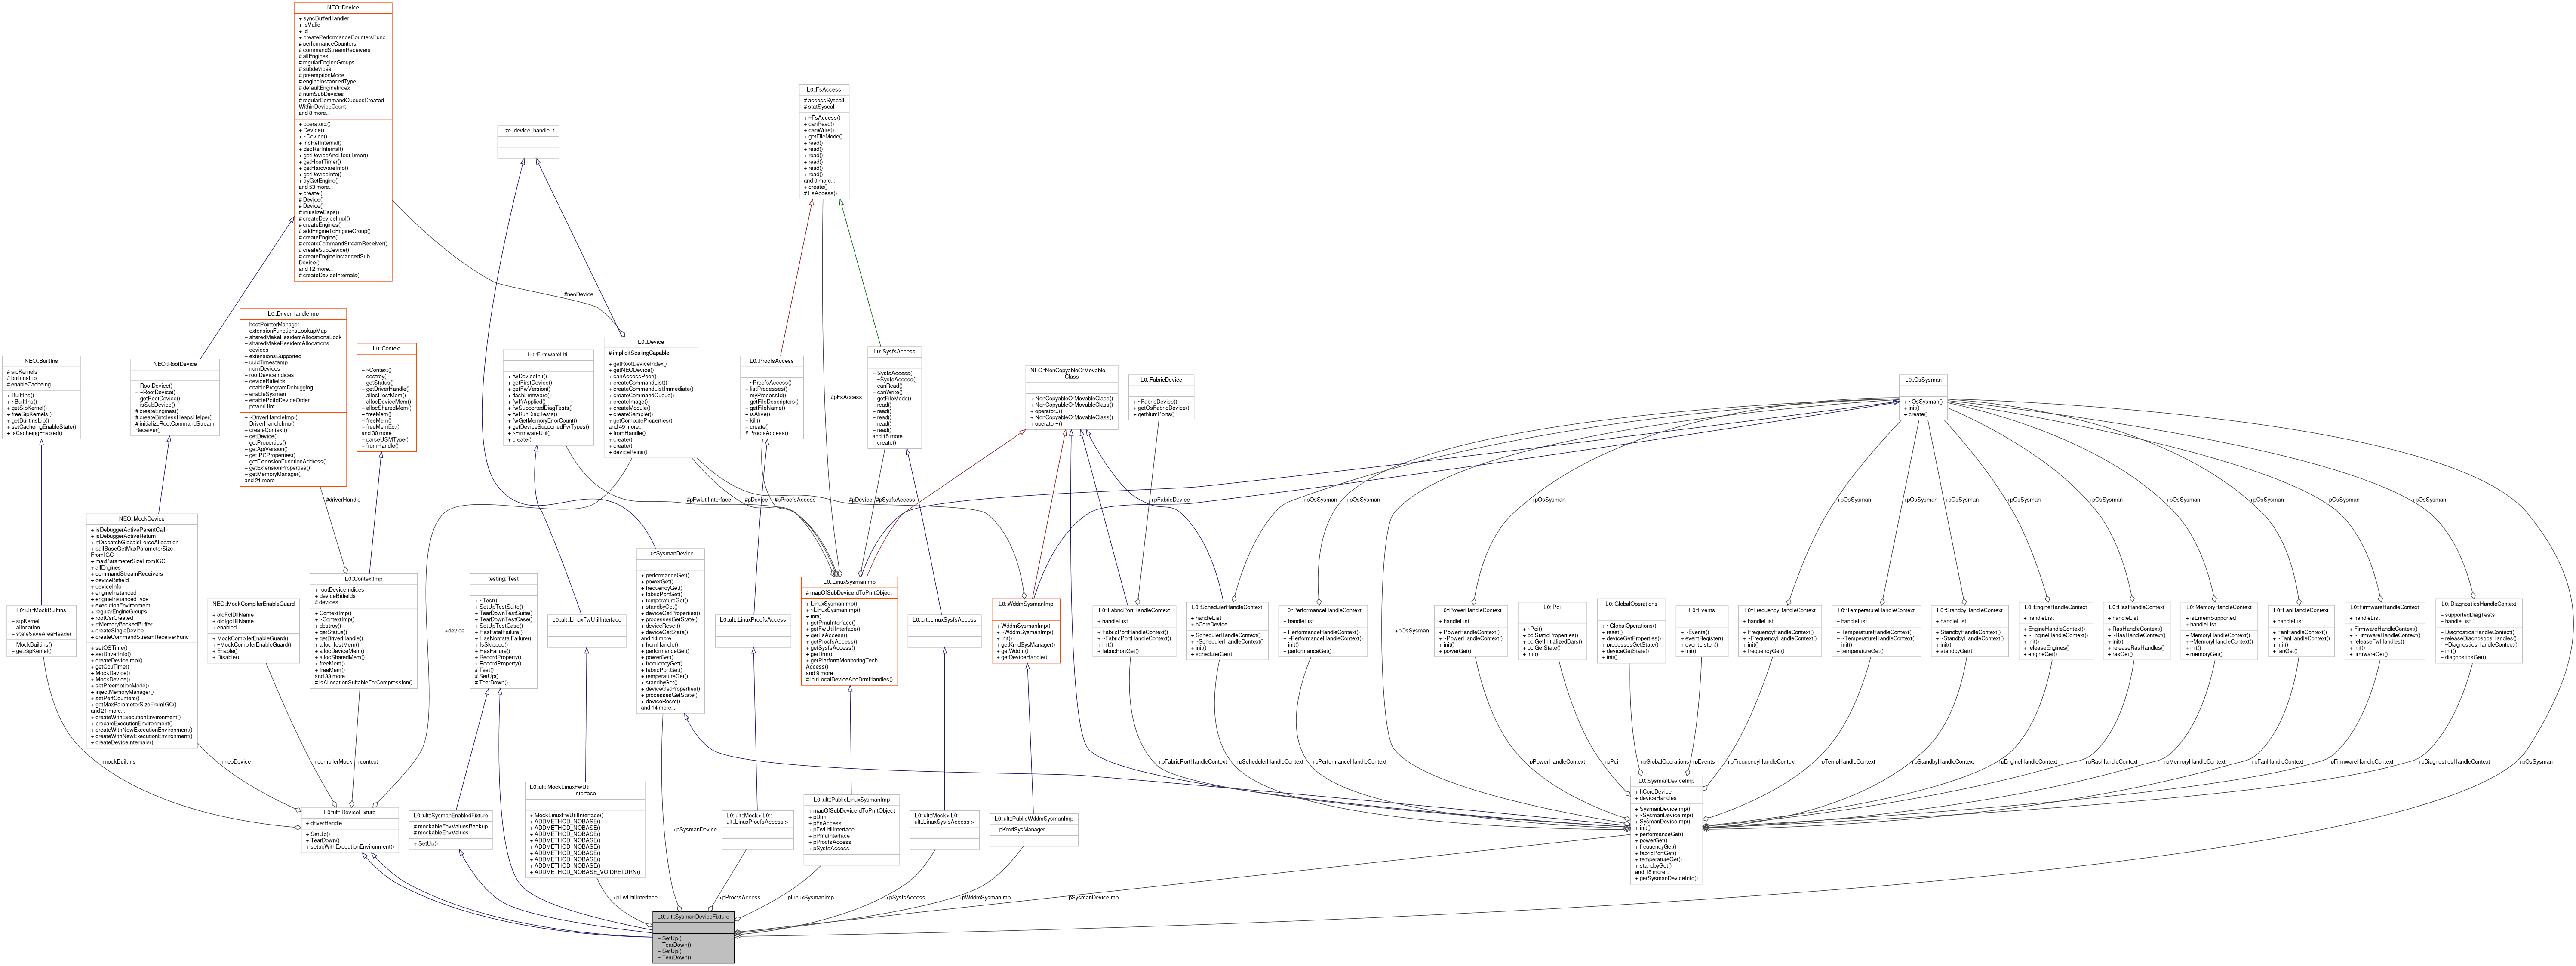 NEO::Device
+ syncBufferHandler
+ isValid
+ id
+ createPerformanceCountersFunc
# performanceCounters
# commandStreamReceivers
# allEngines
# regularEngineGroups
# subdevices
# preemptionMode
# engineInstancedType
# defaultEngineIndex
# numSubDevices
# regularCommandQueuesCreated
WithinDeviceCount
and 8 more...
+ operator=()
+ Device()
+ ~Device()
+ incRefInternal()
+ decRefInternal()
+ getDeviceAndHostTimer()
+ getHostTimer()
+ getHardwareInfo()
+ getDeviceInfo()
+ tryGetEngine()
and 53 more...
+ create()
# Device()
# Device()
# initializeCaps()
# createDeviceImpl()
# createEngines()
# addEngineToEngineGroup()
# createEngine()
# createCommandStreamReceiver()
# createSubDevice()
# createEngineInstancedSub
Device()
and 12 more...
# createDeviceInternals()
L0::FsAccess
# accessSyscall
# statSyscall
+ ~FsAccess()
+ canRead()
+ canWrite()
+ getFileMode()
+ read()
+ read()
+ read()
+ read()
+ read()
+ read()
and 9 more...
+ create()
# FsAccess()
_ze_device_handle_t
#neoDevice
L0::DriverHandleImp
+ hostPointerManager
+ extensionFunctionsLookupMap
+ sharedMakeResidentAllocationsLock
+ sharedMakeResidentAllocations
+ devices
+ extensionsSupported
+ uuidTimestamp
+ numDevices
+ rootDeviceIndices
+ deviceBitfields
+ enableProgramDebugging
+ enableSysman
+ enablePciIdDeviceOrder
+ powerHint
+ ~DriverHandleImp()
+ DriverHandleImp()
+ createContext()
+ getDevice()
+ getProperties()
+ getApiVersion()
+ getIPCProperties()
+ getExtensionFunctionAddress()
+ getExtensionProperties()
+ getMemoryManager()
and 21 more...
L0::Context
+ ~Context()
+ destroy()
+ getStatus()
+ getDriverHandle()
+ allocHostMem()
+ allocDeviceMem()
+ allocSharedMem()
+ freeMem()
+ freeMem()
+ freeMemExt()
and 30 more...
+ parseUSMType()
+ fromHandle()
NEO::BuiltIns
# sipKernels
# builtinsLib
# enableCacheing
+ BuiltIns()
+ ~BuiltIns()
+ getSipKernel()
+ freeSipKernels()
+ getBuiltinsLib()
+ setCacheingEnableState()
+ isCacheingEnabled()
NEO::RootDevice
+ RootDevice()
+ ~RootDevice()
+ getRootDevice()
+ isSubDevice()
# createEngines()
# createBindlessHeapsHelper()
# initializeRootCommandStream
Receiver()
L0::FirmwareUtil
+ fwDeviceInit()
+ getFirstDevice()
+ getFwVersion()
+ flashFirmware()
+ fwIfrApplied()
+ fwSupportedDiagTests()
+ fwRunDiagTests()
+ fwGetMemoryErrorCount()
+ getDeviceSupportedFwTypes()
+ ~FirmwareUtil()
+ create()
L0::Device
# implicitScalingCapable
+ getRootDeviceIndex()
+ getNEODevice()
+ canAccessPeer()
+ createCommandList()
+ createCommandListImmediate()
+ createCommandQueue()
+ createImage()
+ createModule()
+ createSampler()
+ getComputeProperties()
and 49 more...
+ fromHandle()
+ create()
+ create()
+ deviceReinit()
L0::ProcfsAccess
+ ~ProcfsAccess()
+ listProcesses()
+ myProcessId()
+ getFileDescriptors()
+ getFileName()
+ isAlive()
+ kill()
+ create()
# ProcfsAccess()
#pFsAccess
L0::SysfsAccess
+ SysfsAccess()
+ ~SysfsAccess()
+ canRead()
+ canWrite()
+ getFileMode()
+ read()
+ read()
+ read()
+ read()
+ read()
and 15 more...
+ create()
NEO::NonCopyableOrMovable
Class
+ NonCopyableOrMovableClass()
+ NonCopyableOrMovableClass()
+ operator=()
+ NonCopyableOrMovableClass()
+ operator=()
L0::FabricDevice
+ ~FabricDevice()
+ getOsFabricDevice()
+ getNumPorts()
L0::OsSysman
+ ~OsSysman()
+ init()
+ create()
#driverHandle
#pFwUtilInterface
#pDevice
#pProcfsAccess
#pDevice
#pSysfsAccess
+pFabricDevice
+pOsSysman
+pOsSysman
+pOsSysman
+pOsSysman
+pOsSysman
+pOsSysman
+pOsSysman
+pOsSysman
+pOsSysman
+pOsSysman
+pOsSysman
+pOsSysman
NEO::MockDevice
+ isDebuggerActiveParentCall
+ isDebuggerActiveReturn
+ rtDispatchGlobalsForceAllocation
+ callBaseGetMaxParameterSize
FromIGC
+ maxParameterSizeFromIGC
+ allEngines
+ commandStreamReceivers
+ deviceBitfield
+ deviceInfo
+ engineInstanced
+ engineInstancedType
+ executionEnvironment
+ regularEngineGroups
+ rootCsrCreated
+ rtMemoryBackedBuffer
+ createSingleDevice
+ createCommandStreamReceiverFunc
+ setOSTime()
+ setDriverInfo()
+ createDeviceImpl()
+ getCpuTime()
+ MockDevice()
+ MockDevice()
+ setPreemptionMode()
+ injectMemoryManager()
+ setPerfCounters()
+ getMaxParameterSizeFromIGC()
and 21 more...
+ createWithExecutionEnvironment()
+ prepareExecutionEnvironment()
+ createWithNewExecutionEnvironment()
+ createWithNewExecutionEnvironment()
+ createDeviceInternals()
L0::ult::MockBuiltins
+ sipKernel
+ allocation
+ stateSaveAreaHeader
+ MockBuiltins()
+ getSipKernel()
NEO::MockCompilerEnableGuard
+ oldFclDllName
+ oldIgcDllName
+ enabled
+ MockCompilerEnableGuard()
+ ~MockCompilerEnableGuard()
+ Enable()
+ Disable()
L0::ContextImp
+ rootDeviceIndices
+ deviceBitfields
# devices
+ ContextImp()
+ ~ContextImp()
+ destroy()
+ getStatus()
+ getDriverHandle()
+ allocHostMem()
+ allocDeviceMem()
+ allocSharedMem()
+ freeMem()
+ freeMem()
and 33 more...
# isAllocationSuitableForCompression()
+device
testing::Test
+ ~Test()
+ SetUpTestSuite()
+ TearDownTestSuite()
+ TearDownTestCase()
+ SetUpTestCase()
+ HasFatalFailure()
+ HasNonfatalFailure()
+ IsSkipped()
+ HasFailure()
+ RecordProperty()
+ RecordProperty()
# Test()
# SetUp()
# TearDown()
L0::ult::LinuxFwUtilInterface
L0::SysmanDevice
+ performanceGet()
+ powerGet()
+ frequencyGet()
+ fabricPortGet()
+ temperatureGet()
+ standbyGet()
+ deviceGetProperties()
+ processesGetState()
+ deviceReset()
+ deviceGetState()
and 14 more...
+ fromHandle()
+ performanceGet()
+ powerGet()
+ frequencyGet()
+ fabricPortGet()
+ temperatureGet()
+ standbyGet()
+ deviceGetProperties()
+ processesGetState()
+ deviceReset()
and 14 more...
L0::ult::LinuxProcfsAccess
L0::LinuxSysmanImp
# mapOfSubDeviceIdToPmtObject
+ LinuxSysmanImp()
+ ~LinuxSysmanImp()
+ init()
+ getPmuInterface()
+ getFwUtilInterface()
+ getFsAccess()
+ getProcfsAccess()
+ getSysfsAccess()
+ getDrm()
+ getPlatformMonitoringTech
Access()
and 9 more...
# initLocalDeviceAndDrmHandles()
L0::ult::LinuxSysfsAccess
L0::WddmSysmanImp
+ WddmSysmanImp()
+ ~WddmSysmanImp()
+ init()
+ getKmdSysManager()
+ getWddm()
+ getDeviceHandle()
L0::FabricPortHandleContext
+ handleList
+ FabricPortHandleContext()
+ ~FabricPortHandleContext()
+ init()
+ fabricPortGet()
L0::SchedulerHandleContext
+ handleList
+ hCoreDevice
+ SchedulerHandleContext()
+ ~SchedulerHandleContext()
+ init()
+ schedulerGet()
L0::PerformanceHandleContext
+ handleList
+ PerformanceHandleContext()
+ ~PerformanceHandleContext()
+ init()
+ performanceGet()
+pOsSysman
L0::PowerHandleContext
+ handleList
+ PowerHandleContext()
+ ~PowerHandleContext()
+ init()
+ powerGet()
L0::Pci
+ ~Pci()
+ pciStaticProperties()
+ pciGetInitializedBars()
+ pciGetState()
+ init()
L0::GlobalOperations
+ ~GlobalOperations()
+ reset()
+ deviceGetProperties()
+ processesGetState()
+ deviceGetState()
+ init()
L0::Events
+ ~Events()
+ eventRegister()
+ eventListen()
+ init()
L0::FrequencyHandleContext
+ handleList
+ FrequencyHandleContext()
+ ~FrequencyHandleContext()
+ init()
+ frequencyGet()
L0::TemperatureHandleContext
+ handleList
+ TemperatureHandleContext()
+ ~TemperatureHandleContext()
+ init()
+ temperatureGet()
L0::StandbyHandleContext
+ handleList
+ StandbyHandleContext()
+ ~StandbyHandleContext()
+ init()
+ standbyGet()
L0::EngineHandleContext
+ handleList
+ EngineHandleContext()
+ ~EngineHandleContext()
+ init()
+ releaseEngines()
+ engineGet()
L0::RasHandleContext
+ handleList
+ RasHandleContext()
+ ~RasHandleContext()
+ init()
+ releaseRasHandles()
+ rasGet()
L0::MemoryHandleContext
+ isLmemSupported
+ handleList
+ MemoryHandleContext()
+ ~MemoryHandleContext()
+ init()
+ memoryGet()
L0::FanHandleContext
+ handleList
+ FanHandleContext()
+ ~FanHandleContext()
+ init()
+ fanGet()
L0::FirmwareHandleContext
+ handleList
+ FirmwareHandleContext()
+ ~FirmwareHandleContext()
+ releaseFwHandles()
+ init()
+ firmwareGet()
L0::DiagnosticsHandleContext
+ supportedDiagTests
+ handleList
+ DiagnosticsHandleContext()
+ releaseDiagnosticsHandles()
+ ~DiagnosticsHandleContext()
+ init()
+ diagnosticsGet()
+mockBuiltIns
+neoDevice
+compilerMock
+context
+pFabricPortHandleContext
+pSchedulerHandleContext
+pPerformanceHandleContext
+pPowerHandleContext
+pPci
+pGlobalOperations
+pEvents
+pFrequencyHandleContext
+pTempHandleContext
+pStandbyHandleContext
+pEngineHandleContext
+pRasHandleContext
+pMemoryHandleContext
+pFanHandleContext
+pFirmwareHandleContext
+pDiagnosticsHandleContext
+pOsSysman
L0::ult::DeviceFixture
+ driverHandle
+ SetUp()
+ TearDown()
+ setupWithExecutionEnvironment()
L0::ult::SysmanEnabledFixture
# mockableEnvValuesBackup
# mockableEnvValues
+ SetUp()
L0::ult::MockLinuxFwUtil
Interface
+ MockLinuxFwUtilInterface()
+ ADDMETHOD_NOBASE()
+ ADDMETHOD_NOBASE()
+ ADDMETHOD_NOBASE()
+ ADDMETHOD_NOBASE()
+ ADDMETHOD_NOBASE()
+ ADDMETHOD_NOBASE()
+ ADDMETHOD_NOBASE()
+ ADDMETHOD_NOBASE()
+ ADDMETHOD_NOBASE_VOIDRETURN()
+pSysmanDevice
L0::ult::Mock< L0::
ult::LinuxProcfsAccess >
L0::ult::PublicLinuxSysmanImp
+ mapOfSubDeviceIdToPmtObject
+ pDrm
+ pFsAccess
+ pFwUtilInterface
+ pPmuInterface
+ pProcfsAccess
+ pSysfsAccess
L0::ult::Mock< L0::
ult::LinuxSysfsAccess >
L0::ult::PublicWddmSysmanImp
+ pKmdSysManager
L0::SysmanDeviceImp
+ hCoreDevice
+ deviceHandles
+ SysmanDeviceImp()
+ ~SysmanDeviceImp()
+ SysmanDeviceImp()
+ init()
+ performanceGet()
+ powerGet()
+ frequencyGet()
+ fabricPortGet()
+ temperatureGet()
+ standbyGet()
and 18 more...
+ getSysmanDeviceInfo()
+pFwUtilInterface
+pProcfsAccess
+pLinuxSysmanImp
+pSysfsAccess
+pWddmSysmanImp
+pSysmanDeviceImp
L0::ult::SysmanDeviceFixture
+ SetUp()
+ TearDown()
+ SetUp()
+ TearDown()